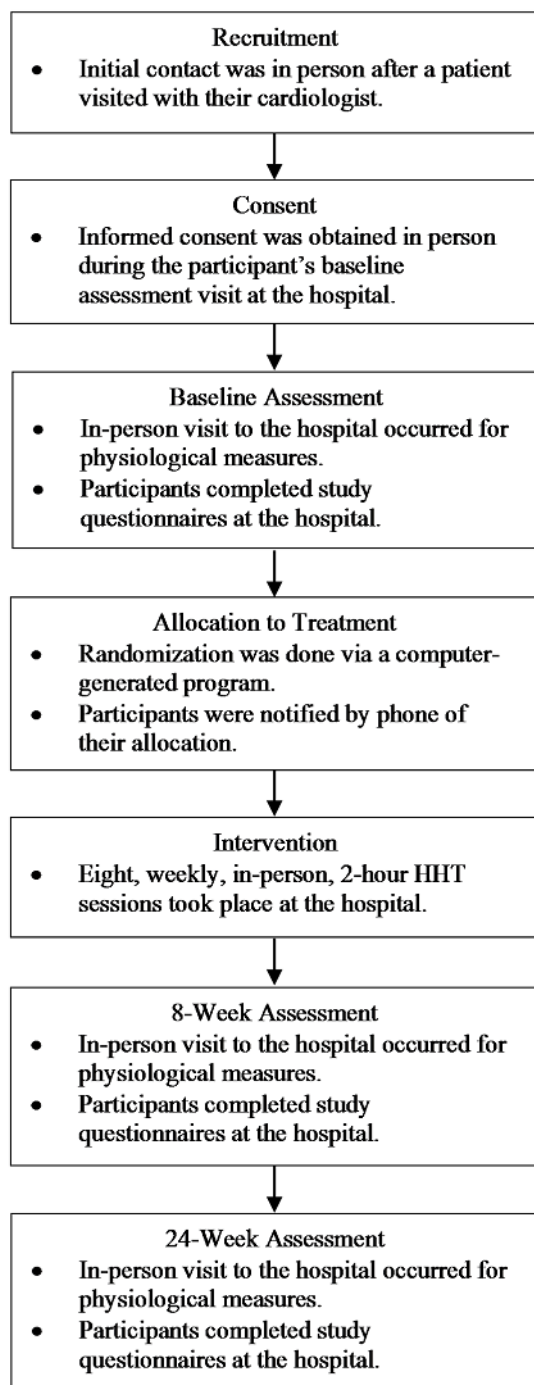 Recruitment
• Initial contact was in person after a patient
visited with their cardiologist.
Consent
• Informed consent was obtained in person
during the participant's baseline
assessment visit at the hospital.
Baseline Assessment
• In-person visit to the hospital occurred for
physiological measures.
• Participants completed study
questionnaires at the hospital.
Allocation to Treatment
• Randomization was done via a computer-
generated program.
• Participants were notified by phone of
their allocation.
Intervention
• Eight, weekly, in-person, 2-hour HHT
sessions took place at the hospital.
8-Week Assessment
• In-person visit to the hospital occurred for
physiological measures.
• Participants completed study
questionnaires at the hospital.
24-Week Assessment
• In-person visit to the hospital occurred for
physiological measures.
• Participants completed study
questionnaires at the hospital.